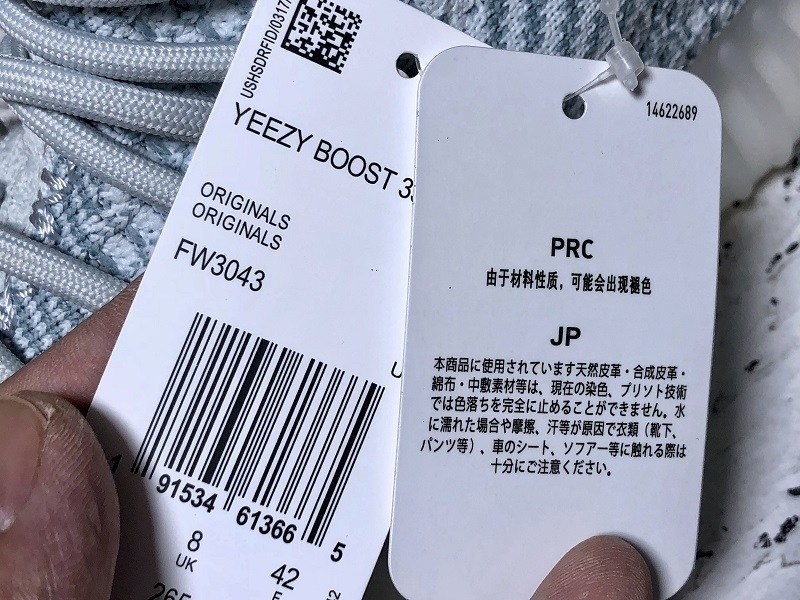 USHSDRFID/0317/
YEEZY BOOST 3
ORIGINALS
ORIGINALS
FW3043
U
1 91534 61366 5
8
UK
42
265
14622689
PRC
由于材料性质，可能会出现褪色
JP
本商品に使用されています天然皮革・合成皮革・
綿布・中敷素材等は、現在の染色、プリソト技術
では色落ちを完全に止めることができません。水
に濡れた場合や摩擦、汗等が原因で衣類（靴下、
パンツ等）、車のシート、ソフアー等に触れる際は
十分にご注意ください。